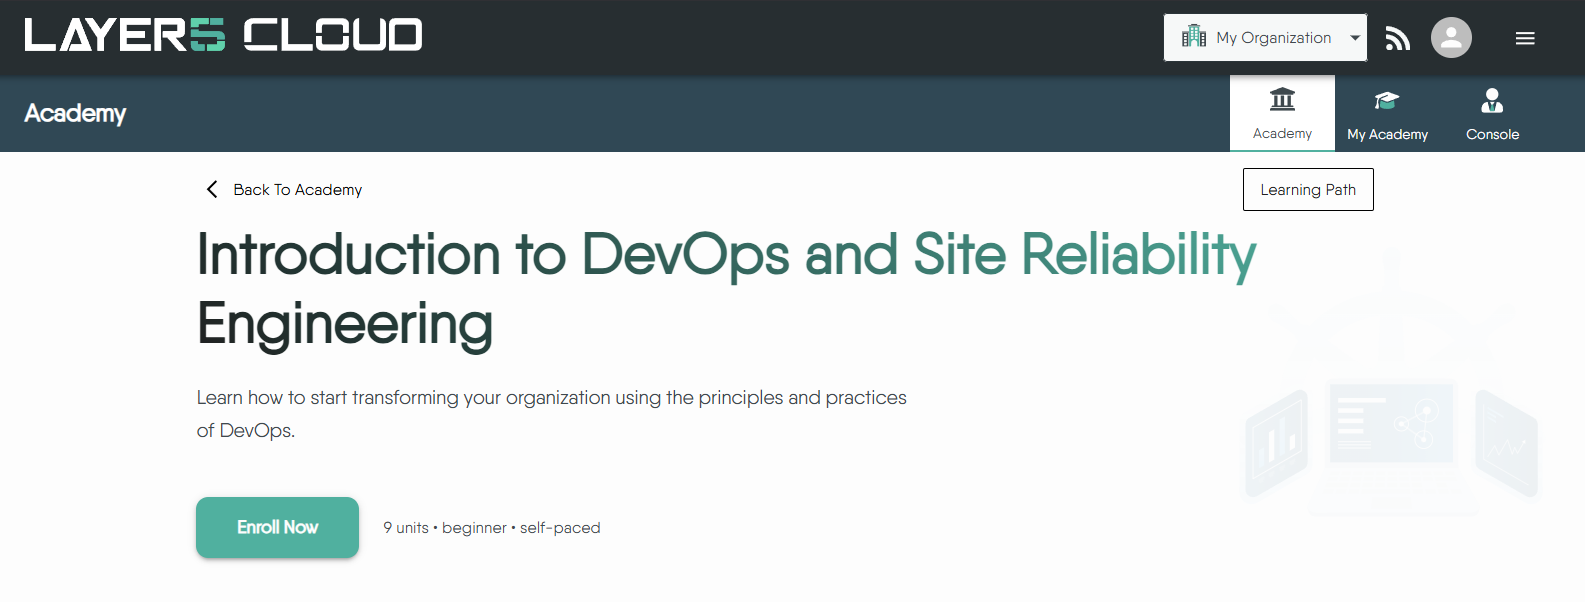 LAYER5 CLOUD
My Organization
Academy
Academy
My Academy
Console
Back To Academy
Learning Path
Introduction to DevOps and Site Reliability
Engineering
Learn how to start transforming your organization using the principles and practices
of DevOps.
Enroll Now
9 units • beginner • self-paced